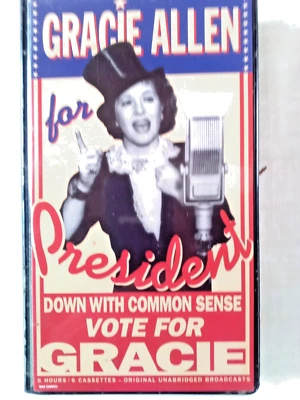 GRACIE ALLEN
for
President
DOWN WITH COMMON SENSE
VOTE FOR
GRACIE
6 HOURS / 6 CASSETTES - ORIGINAL UNABRIDGED BROADCASTS